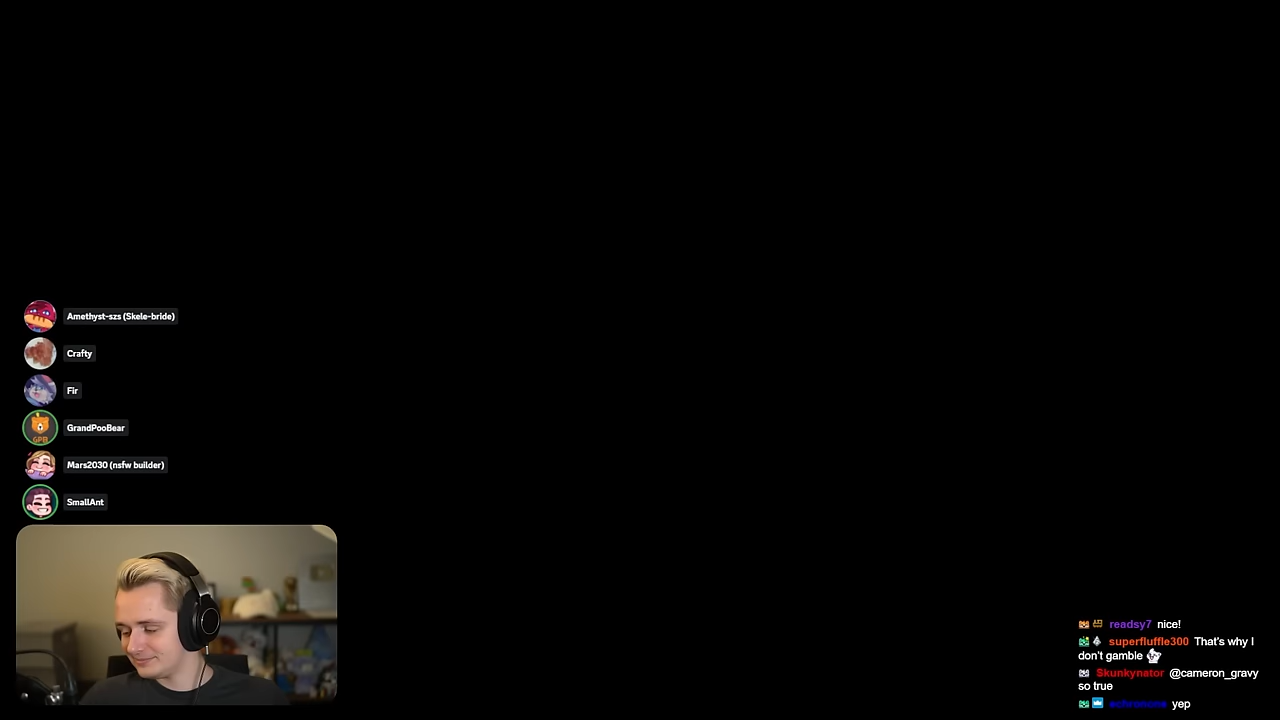 Amethyst-szs (Skele-bride)
Crafty
Fir
GrandPooBear
GPB
Mars2030 (nsfw builder)
SmallAnt
readsy7 nice!
superfluffle300 That's why I
don't gamble
Skunkynator @cameron_gravy
so true
yep